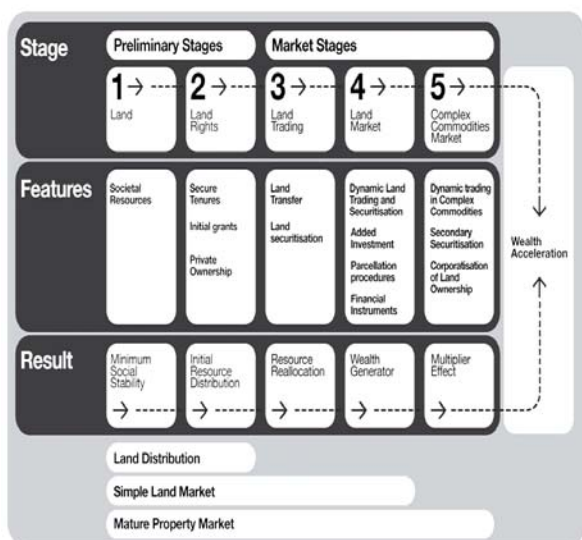 Stage
Preliminary Stages
Market Stages
1
Land
2
Land
Rights
3
Land
Trading
4
Land
Market
5
Complex
Commodities
Market
Features
Societal
Resources
Secure
Tenures
Initial grants
Private
Ownership
Land
Transfer
Land
securitisation
Dynamic Land
Trading and
Securitisation
Added
Investment
Parcellation
procedures
Financial
Instruments
Dynamic trading
in Complex
Commodities
Secondary
Securitisation
Corporatisation
of Land
Ownership
Wealth
Acceleration
Result
Minimum
Social
Stability
Initial
Resource
Distribution
Resource
Reallocation
Wealth
Generator
Multiplier
Effect
Land Distribution
Simple Land Market
Mature Property Market